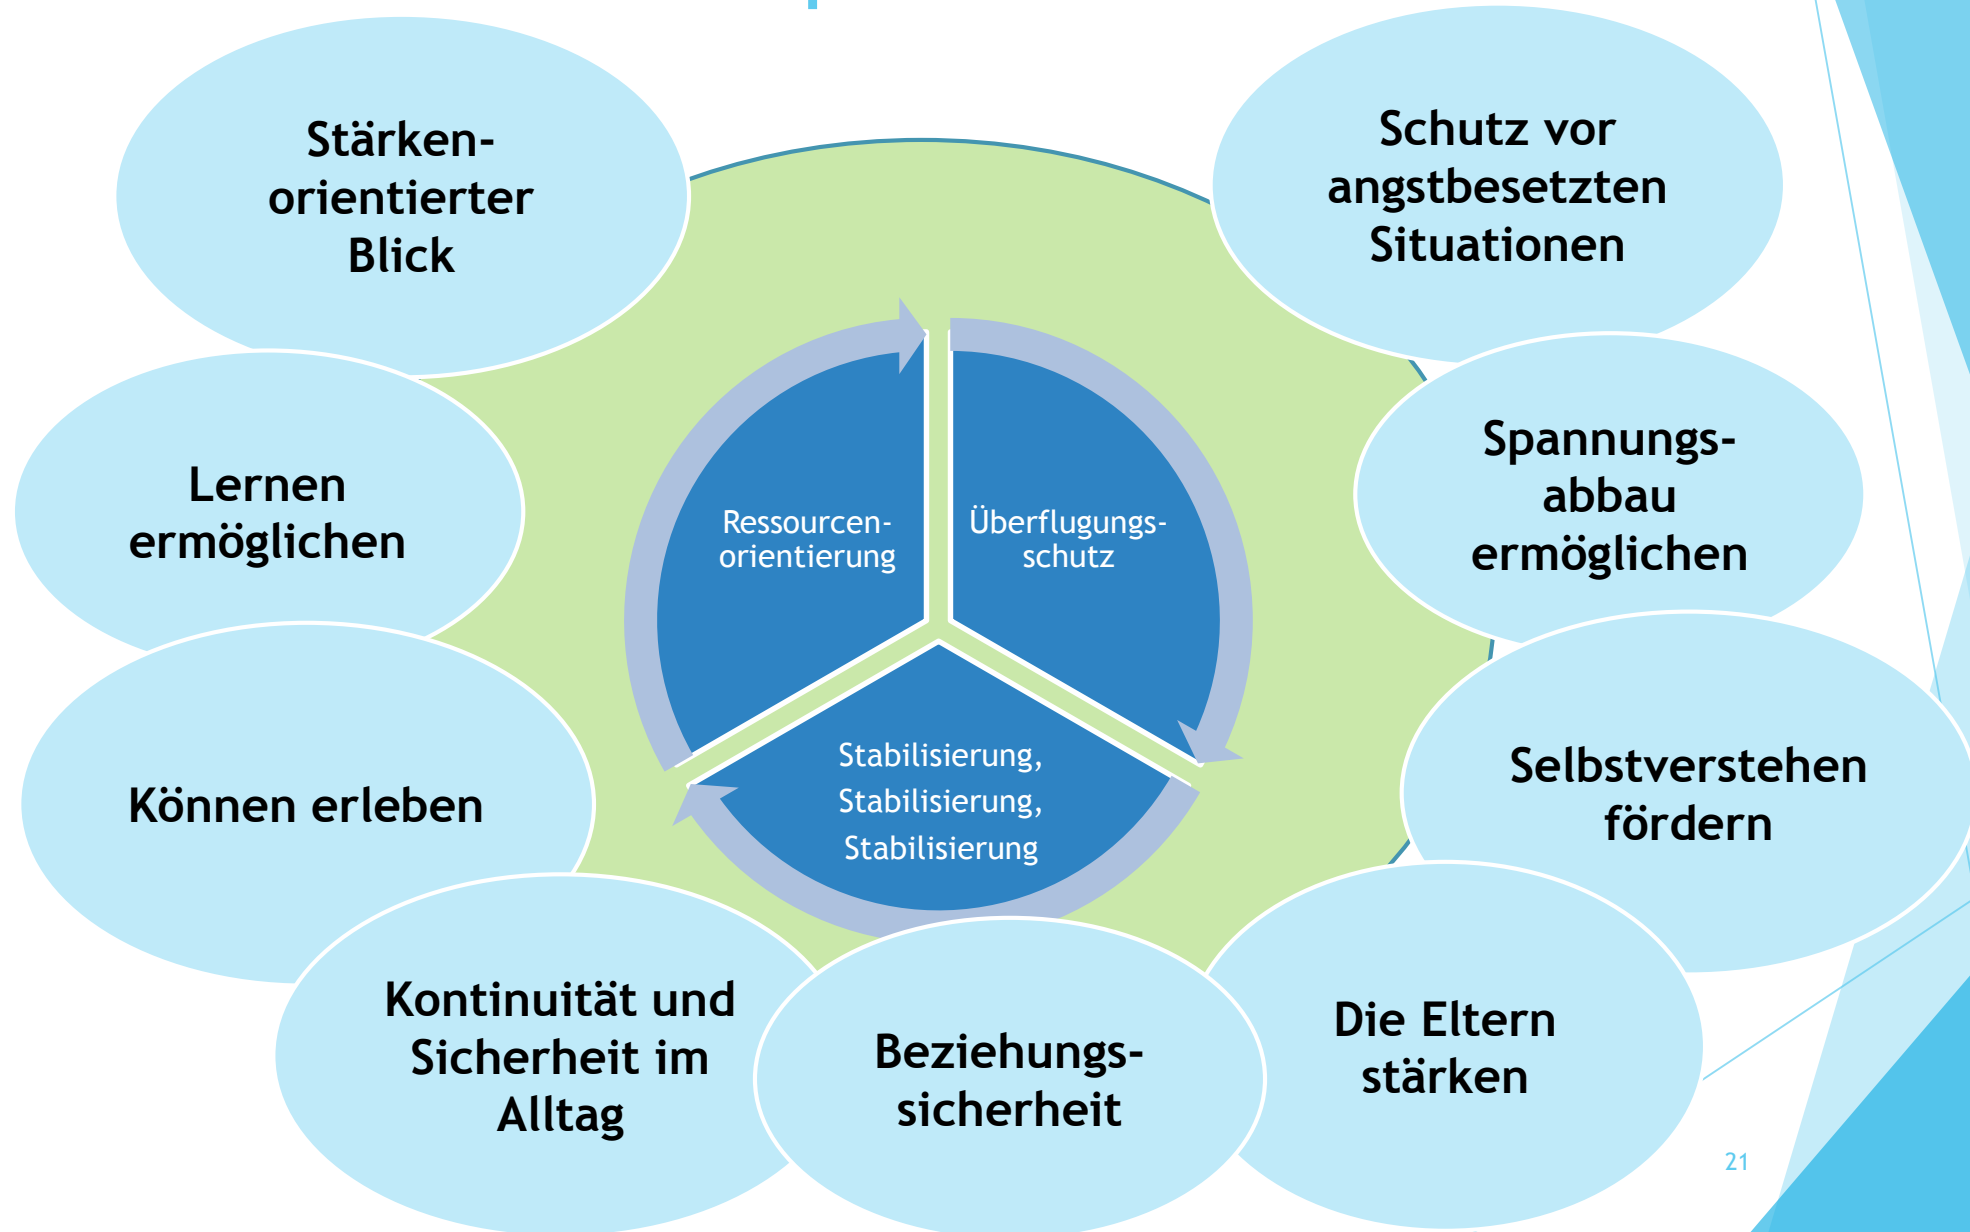 Stärken-
orientierter
Blick
Schutz vor
angstbesetzten
Situationen
Lernen
ermöglichen
Spannungs-
abbau
ermöglichen
Ressourcen-
orientierung
Überflugungs-
schutz
Stabilisierung,
Stabilisierung,
Stabilisierung
Können erleben
Selbstverstehen
fördern
Kontinuität und
Sicherheit im
Alltag
Beziehungs-
sicherheit
Die Eltern
stärken
21